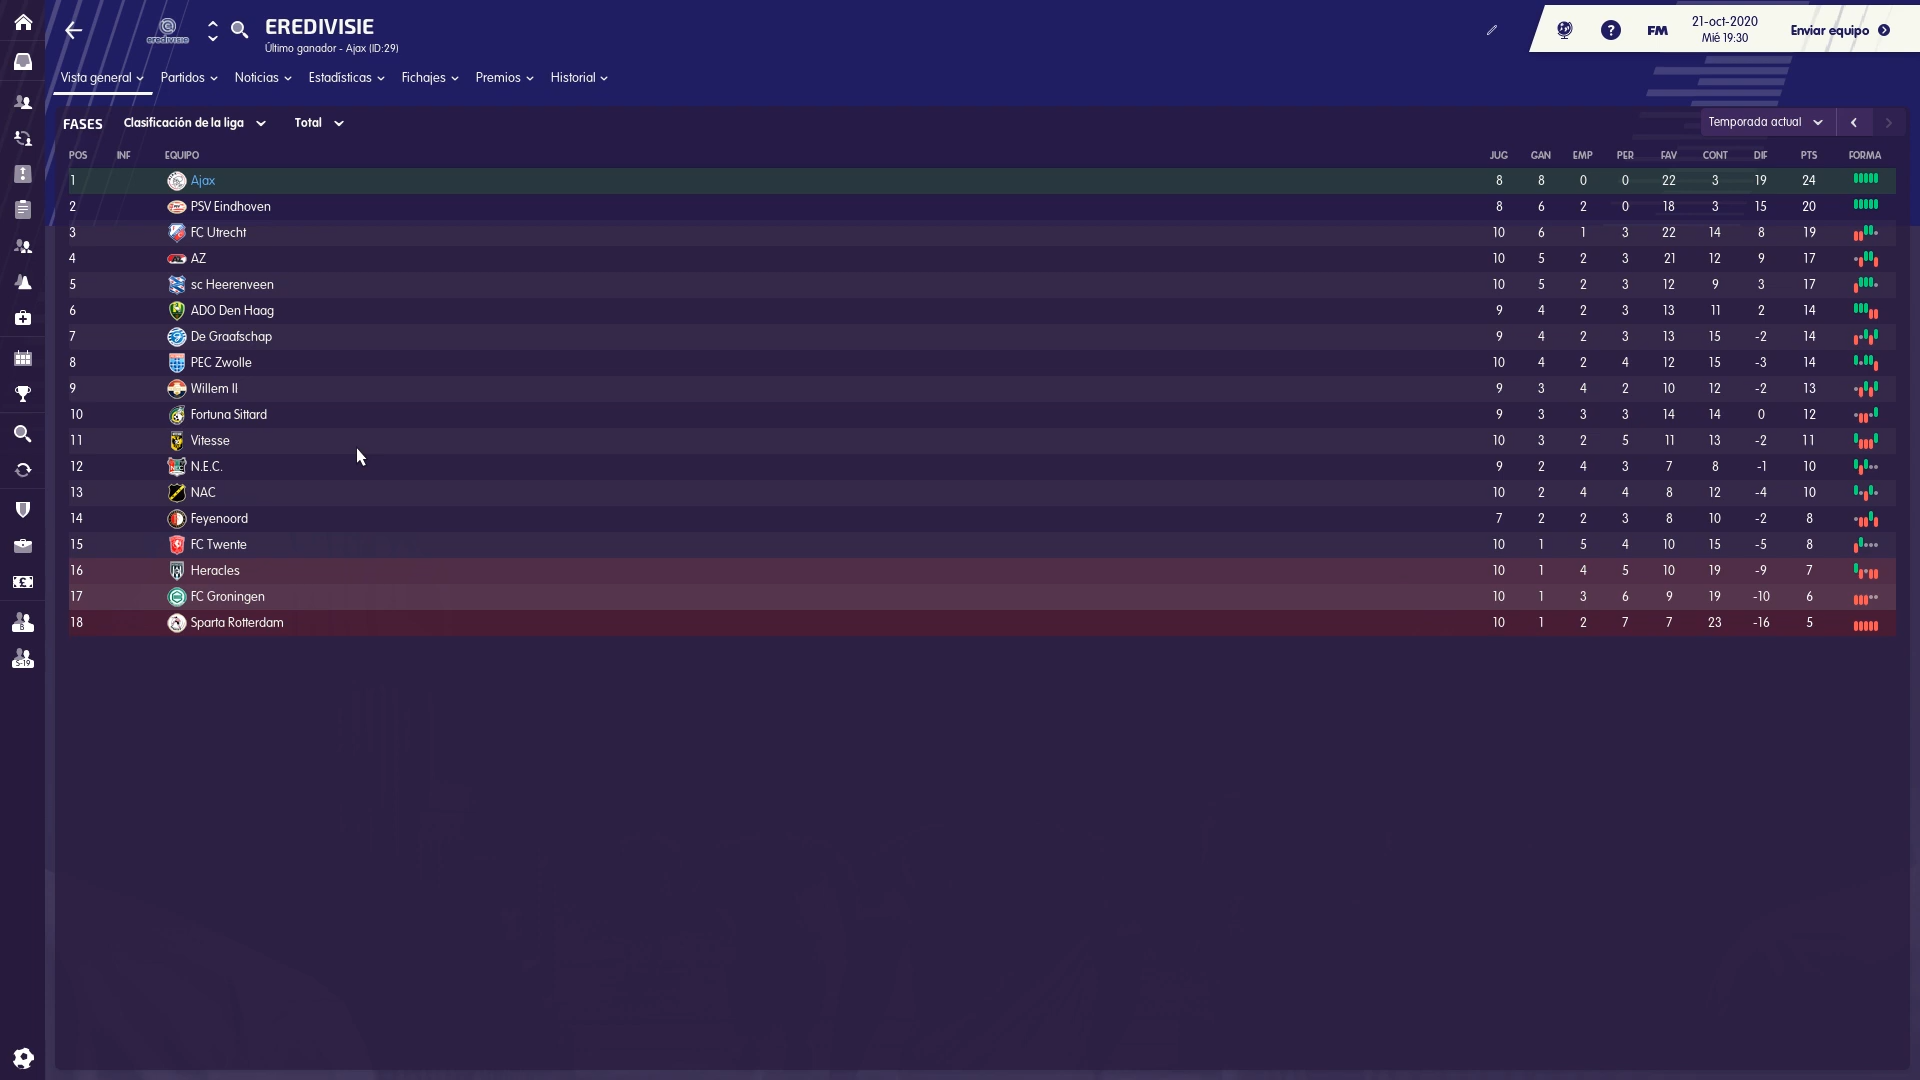 EREDIVISIE
Último ganador - Ajax (ID:29)
FM
21-oct-2020
Mié 19:30
Enviar equipo
Vista general Partidos Noticias Estadísticas Fichajes Premios Historial
FASES Clasificación de la liga Total Temporada actual
POS INF EQUIPO JUG GAN EMP PER FAV CONT DIF PTS FORMA
1 Ajax 8 8 0 0 22 3 19 24
2 PSV Eindhoven 8 6 2 0 18 3 15 20
3 FC Utrecht 10 6 1 3 22 14 8 19
4 AZ 10 5 2 3 21 12 9 17
5 sc Heerenveen 10 5 2 3 12 9 3 17
6 ADO Den Haag 9 4 2 3 13 11 2 14
7 De Graafschap 9 4 2 3 13 15 -2 14
8 PEC Zwolle 10 4 2 4 12 15 -3 14
9 Willem II 9 3 4 2 10 12 -2 13
10 Fortuna Sittard 9 3 3 3 14 14 0 12
11 Vitesse 10 3 2 5 11 13 -2 11
12 N.E.C. 9 2 4 3 7 8 -1 10
13 NAC 10 2 4 4 8 12 -4 10
14 Feyenoord 7 2 2 3 8 10 -2 8
15 FC Twente 10 1 5 4 10 15 -5 8
16 Heracles 10 1 4 5 10 19 -9 7
17 FC Groningen 10 1 3 6 9 19 -10 6
18 Sparta Rotterdam 10 1 2 7 7 23 -16 5
B
S-19